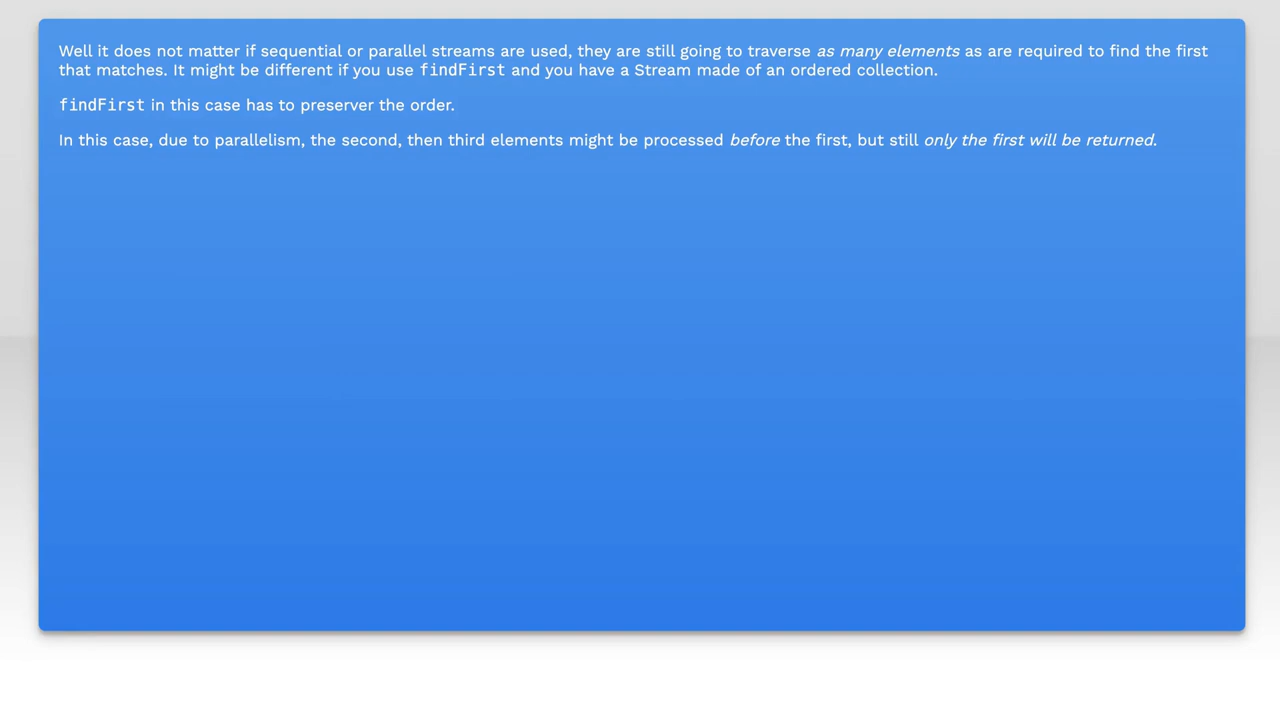 Well it does not matter if sequential or parallel streams are used, they are still going to traverse as many elements as are required to find the first
that matches. It might be different if you use findFirst and you have a Stream made of an ordered collection.
findFirst in this case has to preserver the order.
In this case, due to parallelism, the second, then third elements might be processed before the first, but still only the first will be returned.